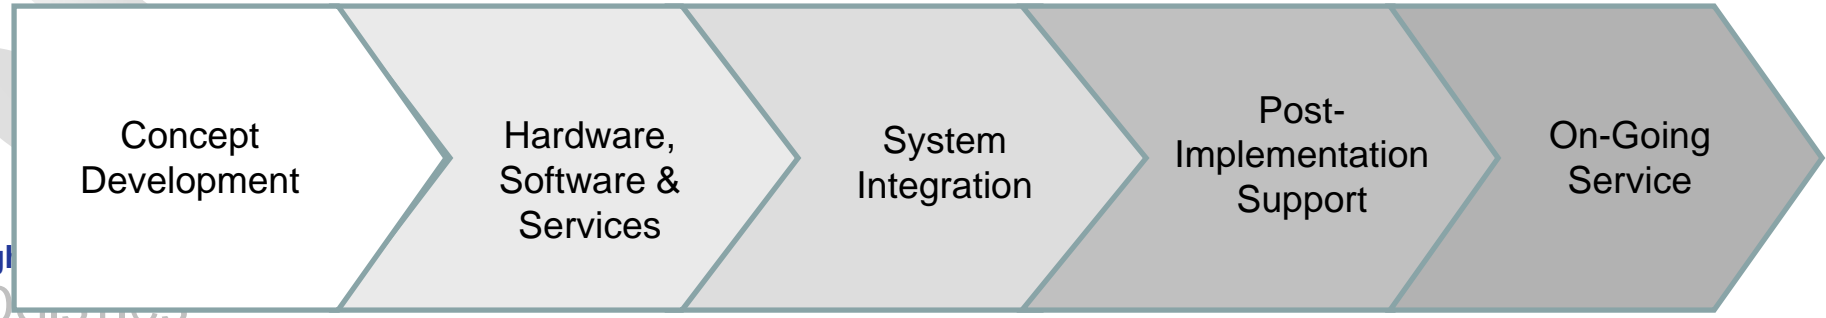 Concept
Development
Hardware,
Software &
Services
System
Integration
Post-
Implementation
Support
On-Going
Service